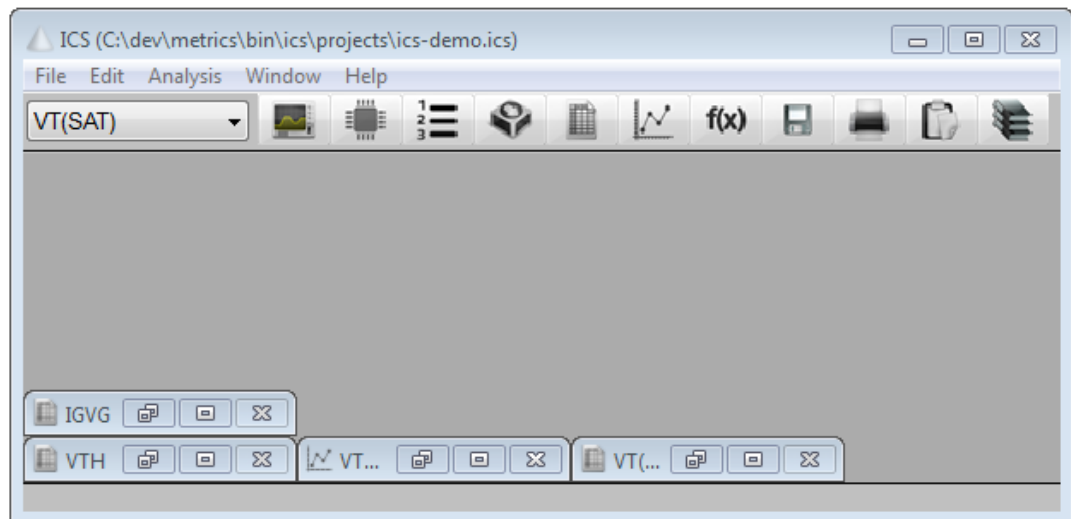 ICS (C:\dev\metrics\bin\ics\projects\ics-demo.ics)
File Edit Analysis Window Help
VT(SAT) 1 2 3 f(x)
IGVG
VTH VT... VT(...